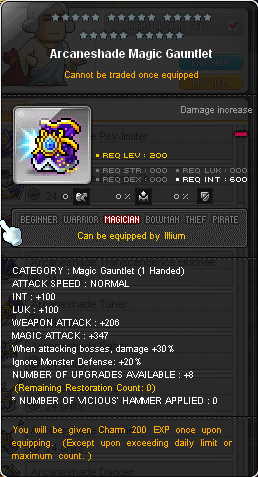 Arcaneshade Magic Gauntlet
Cannot be traded once equipped
Damage increase
REQ LEV : 200
REQ STR : 000 REQ LUK : 000
REQ DEX : 000 REQ INT : 600
0 0 % 0 %
BEGINNER WARRIOR MAGICIAN BOWMAN THIEF PIRATE
Can be equipped by Illium
CATEGORY : Magic Gauntlet (1 Handed)
ATTACK SPEED : NORMAL
INT : +100
LUK : +100
WEAPON ATTACK : +206
MAGIC ATTACK : +347
When attacking bosses, damage +30%
Ignore Monster Defense: +20%
NUMBER OF UPGRADES AVAILABLE : +8
(Remaining Restoration Count: 0)
* NUMBER OF VICIOUS' HAMMER APPLIED : 0
You will be given Charm 200 EXP once upon
equipping. (Except upon exceeding daily limit or
maximum count. )